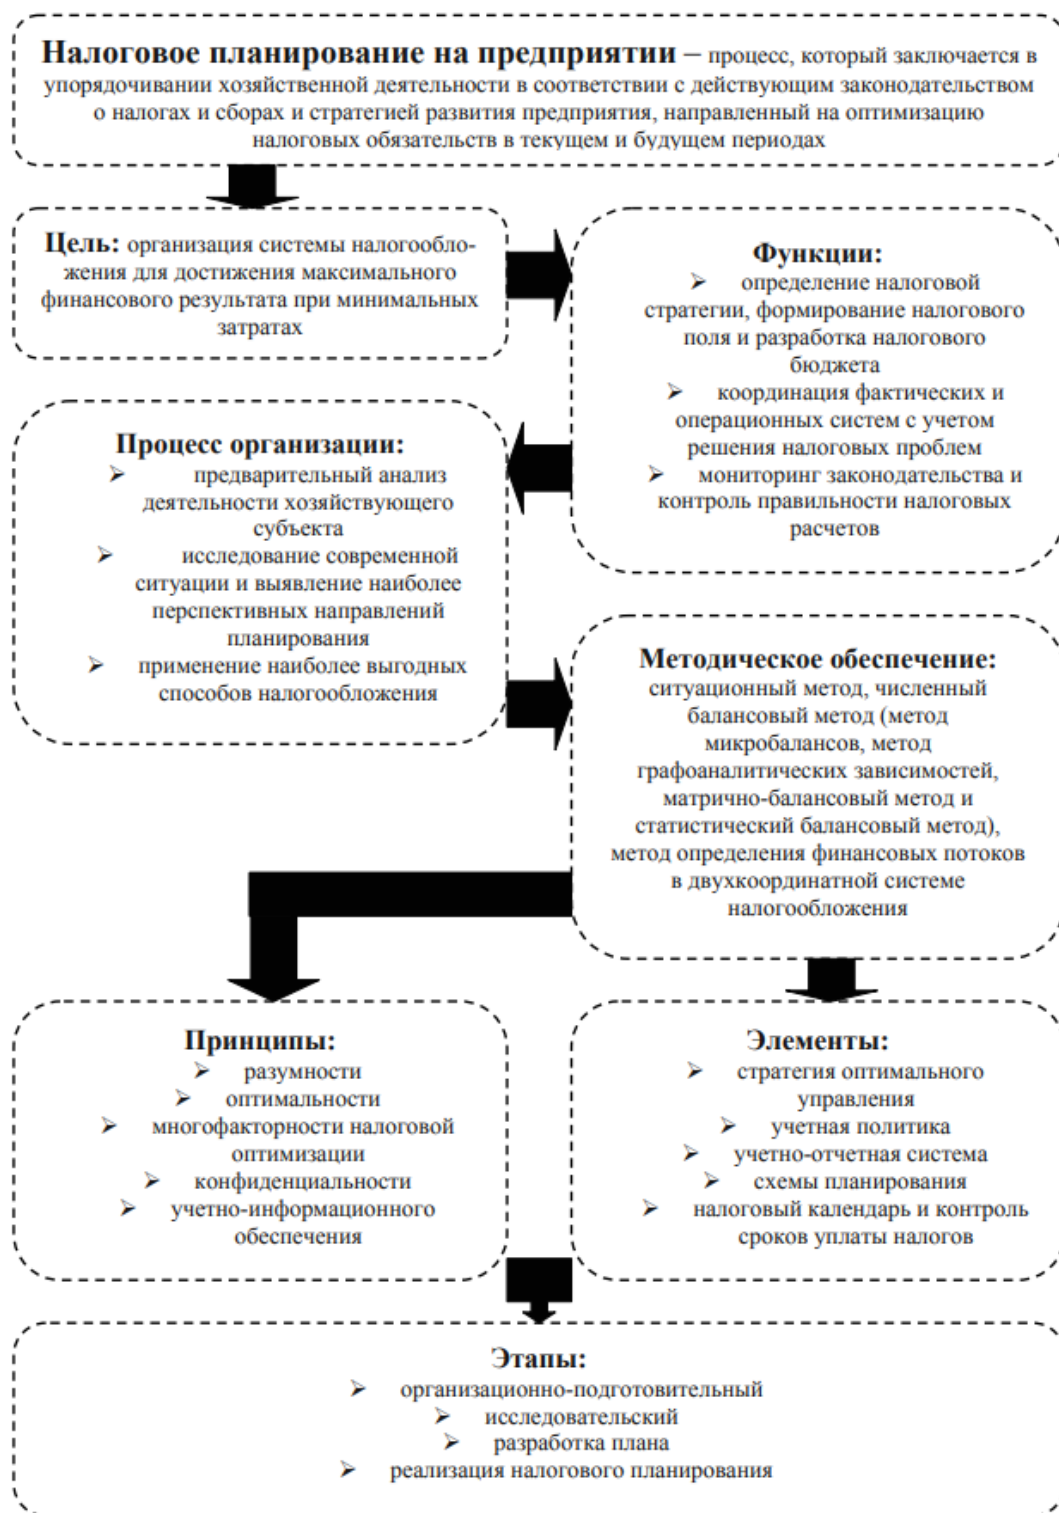 Налоговое планирование на предприятии – процесс, который заключается в
упорядочивании хозяйственной деятельности в соответствии с действующим законодательством
о налогах и сборах и стратегией развития предприятия, направленный на оптимизацию
налоговых обязательств в текущем и будущем периодах
Цель: организация системы налогообло-
жения для достижения максимального
финансового результата при минимальных
затратах
Функции:
➢ определение налоговой
стратегии, формирование налогового
поля и разработка налогового
бюджета
➢ координация фактических и
операционных систем с учетом
решения налоговых проблем
➢ мониторинг законодательства и
контроль правильности налоговых
расчетов
Процесс организации:
➢ предварительный анализ
деятельности хозяйствующего
субъекта
➢ исследование современной
ситуации и выявление наиболее
перспективных направлений
планирования
➢ применение наиболее выгодных
способов налогообложения
Методическое обеспечение:
ситуационный метод, численный
балансовый метод (метод
микробалансов, метод
графоаналитических зависимостей,
матрично-балансовый метод и
статистический балансовый метод),
метод определения финансовых потоков
в двухкоординатной системе
налогообложения
Принципы:
➢ разумности
➢ оптимальности
➢ многофакторности налоговой
оптимизации
➢ конфиденциальности
➢ учетно-информационного
обеспечения
Элементы:
➢ стратегия оптимального
управления
➢ учетная политика
➢ учетно-отчетная система
➢ схемы планирования
➢ налоговый календарь и контроль
сроков уплаты налогов
Этапы:
➢ организационно-подготовительный
➢ исследовательский
➢ разработка плана
➢ реализация налогового планирования